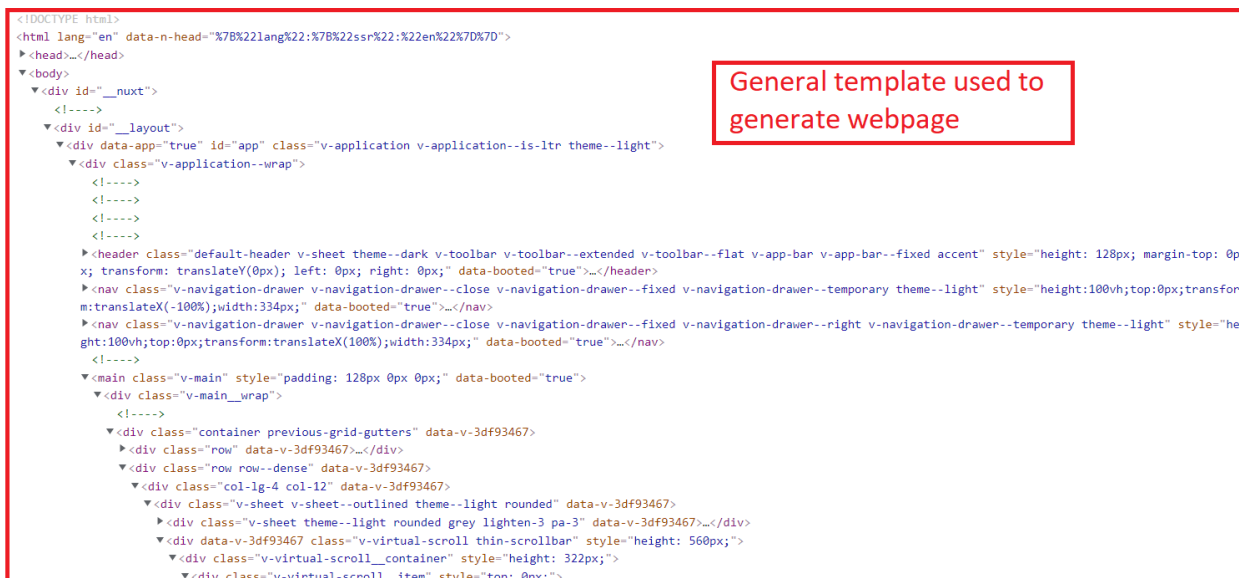 <!DOCTYPE html>
<html lang="en" data-n-head="%7B%22lang%22:%7B%22ssr%22:%22en%22%7D%7D">
<head>…</head>
<body>
<div id="__nuxt">
<!---->
<div id="__layout">
<div data-app="true" id="app" class="v-application v-application--is-ltr theme--light">
<div class="v-application--wrap">
<!---->
<!---->
<!---->
<!---->
<header class="default-header v-sheet theme--dark v-toolbar v-toolbar--extended v-toolbar--flat v-app-bar v-app-bar--fixed accent" style="height: 128px; margin-top: 0p
x; transform: translateY(0px); left: 0px; right: 0px;" data-booted="true">…</header>
<nav class="v-navigation-drawer v-navigation-drawer--close v-navigation-drawer--fixed v-navigation-drawer--temporary theme--light" style="height:100vh;top:0px;transfor
m:translateX(-100%);width:334px;" data-booted="true">…</nav>
<nav class="v-navigation-drawer v-navigation-drawer--close v-navigation-drawer--fixed v-navigation-drawer--right v-navigation-drawer--temporary theme--light" style="he
ght:100vh;top:0px;transform:translateX(100%);width:334px;" data-booted="true">…</nav>
<!---->
<main class="v-main" style="padding: 128px 0px 0px;" data-booted="true">
<div class="v-main__wrap">
<!---->
<div class="container previous-grid-gutters" data-v-3df93467>
<div class="row" data-v-3df93467>…</div>
<div class="row row--dense" data-v-3df93467>
<div class="col-lg-4 col-12" data-v-3df93467>
<div class="v-sheet v-sheet--outlined theme--light rounded" data-v-3df93467>
<div class="v-sheet theme--light rounded grey lighten-3 pa-3" data-v-3df93467>…</div>
<div data-v-3df93467 class="v-virtual-scroll thin-scrollbar" style="height: 560px;">
<div class="v-virtual-scroll__container" style="height: 322px;">
<div class="v-virtual-scroll__item" style="top: 0px;">
General template used to
generate webpage